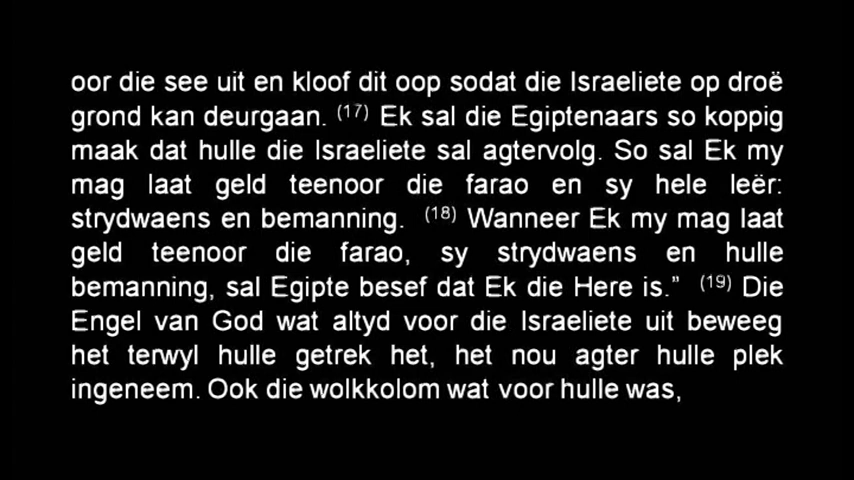 oor die see uit en kloof dit oop sodat die Israeliete op droë
grond kan deurgaan. (17) Ek sal die Egiptenaars so koppig
maak dat hulle die Israeliete sal agtervolg. So sal Ek my
mag laat geld teenoor die farao en sy hele leër:
strydwaens en bemanning. (18) Wanneer Ek my mag laat
geld teenoor die farao, sy strydwaens en hulle
bemanning, sal Egipte besef dat Ek die Here is.” (19) Die
Engel van God wat altyd voor die Israeliete uit beweeg
het terwyl hulle getrek het, het nou agter hulle plek
ingeneem. Ook die wolkkolom wat voor hulle was,